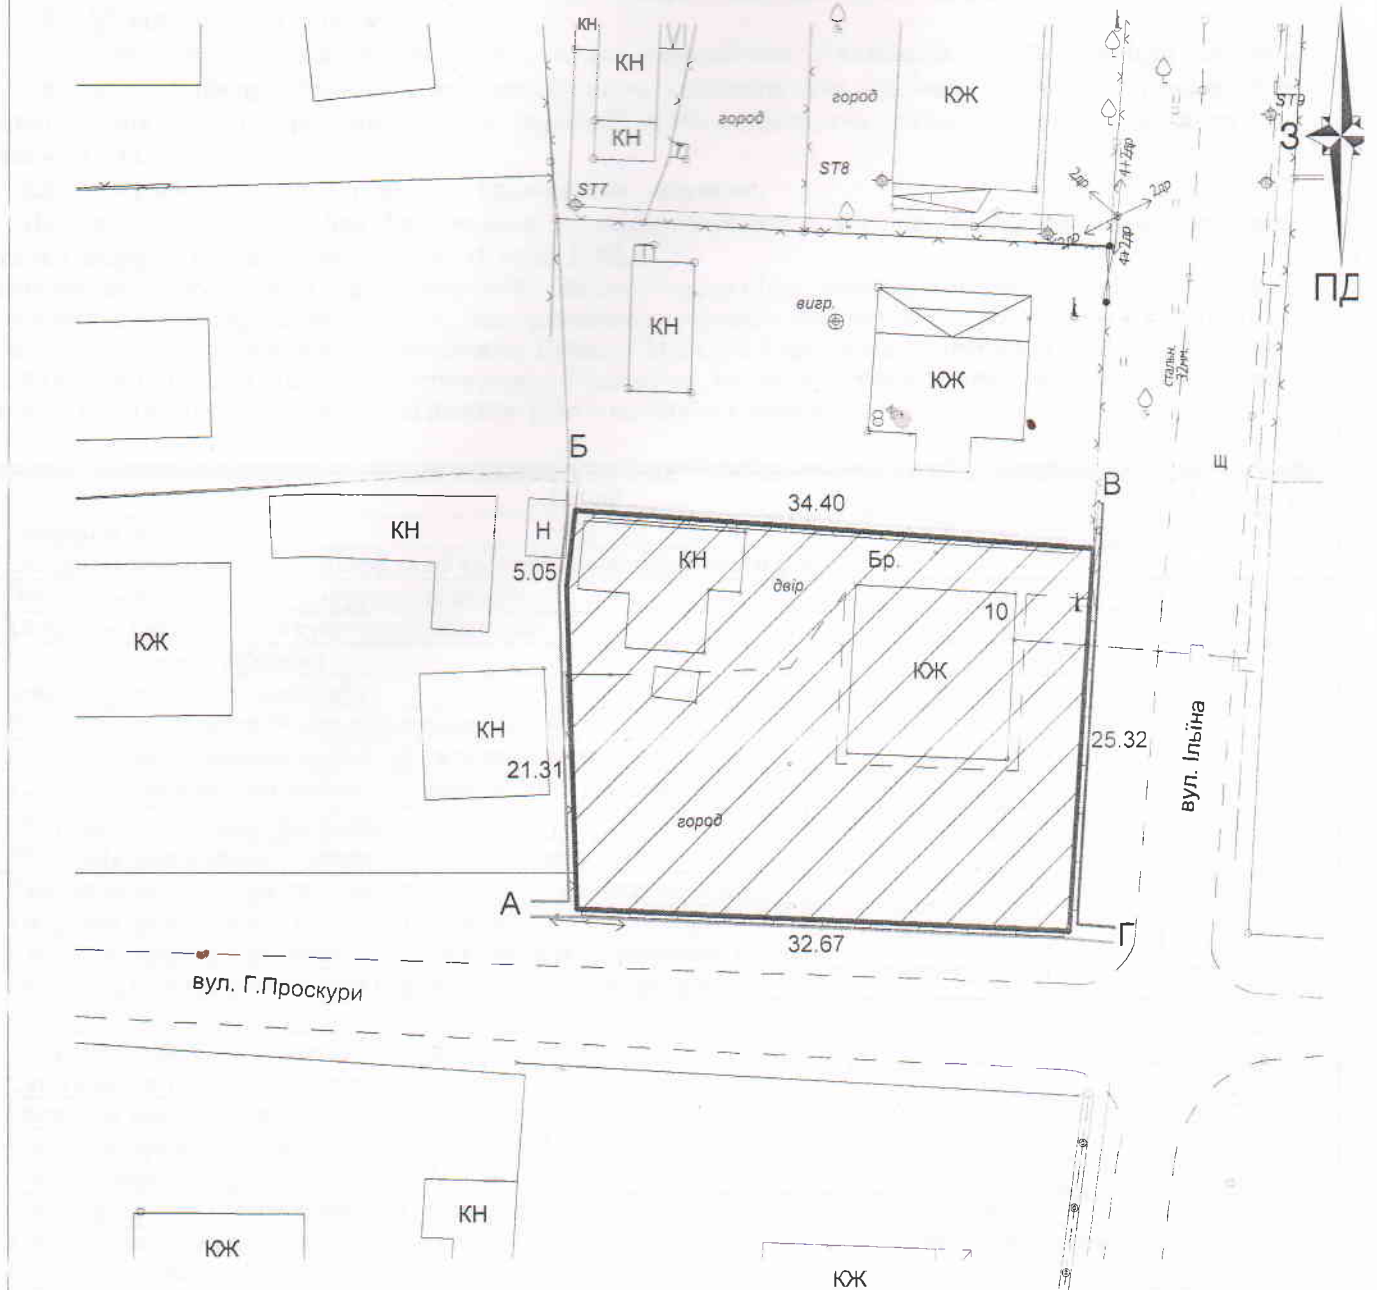 КН
КН
КН
город
город
КЖ
ST9
З
ST8
ST7
2др
4+2др
2др
4+2др
ПД
КН
вигр.
КЖ
8
стальн.
32мм.
Щ
Б
В
34.40
КН
Н
5.05
КН
двір
Бр.
10
КЖ
КЖ
КН
21.31
25.32
вул. Ільїна
город
А
Г
32.67
вул. Г.Проскури
КН
КЖ
КЖ